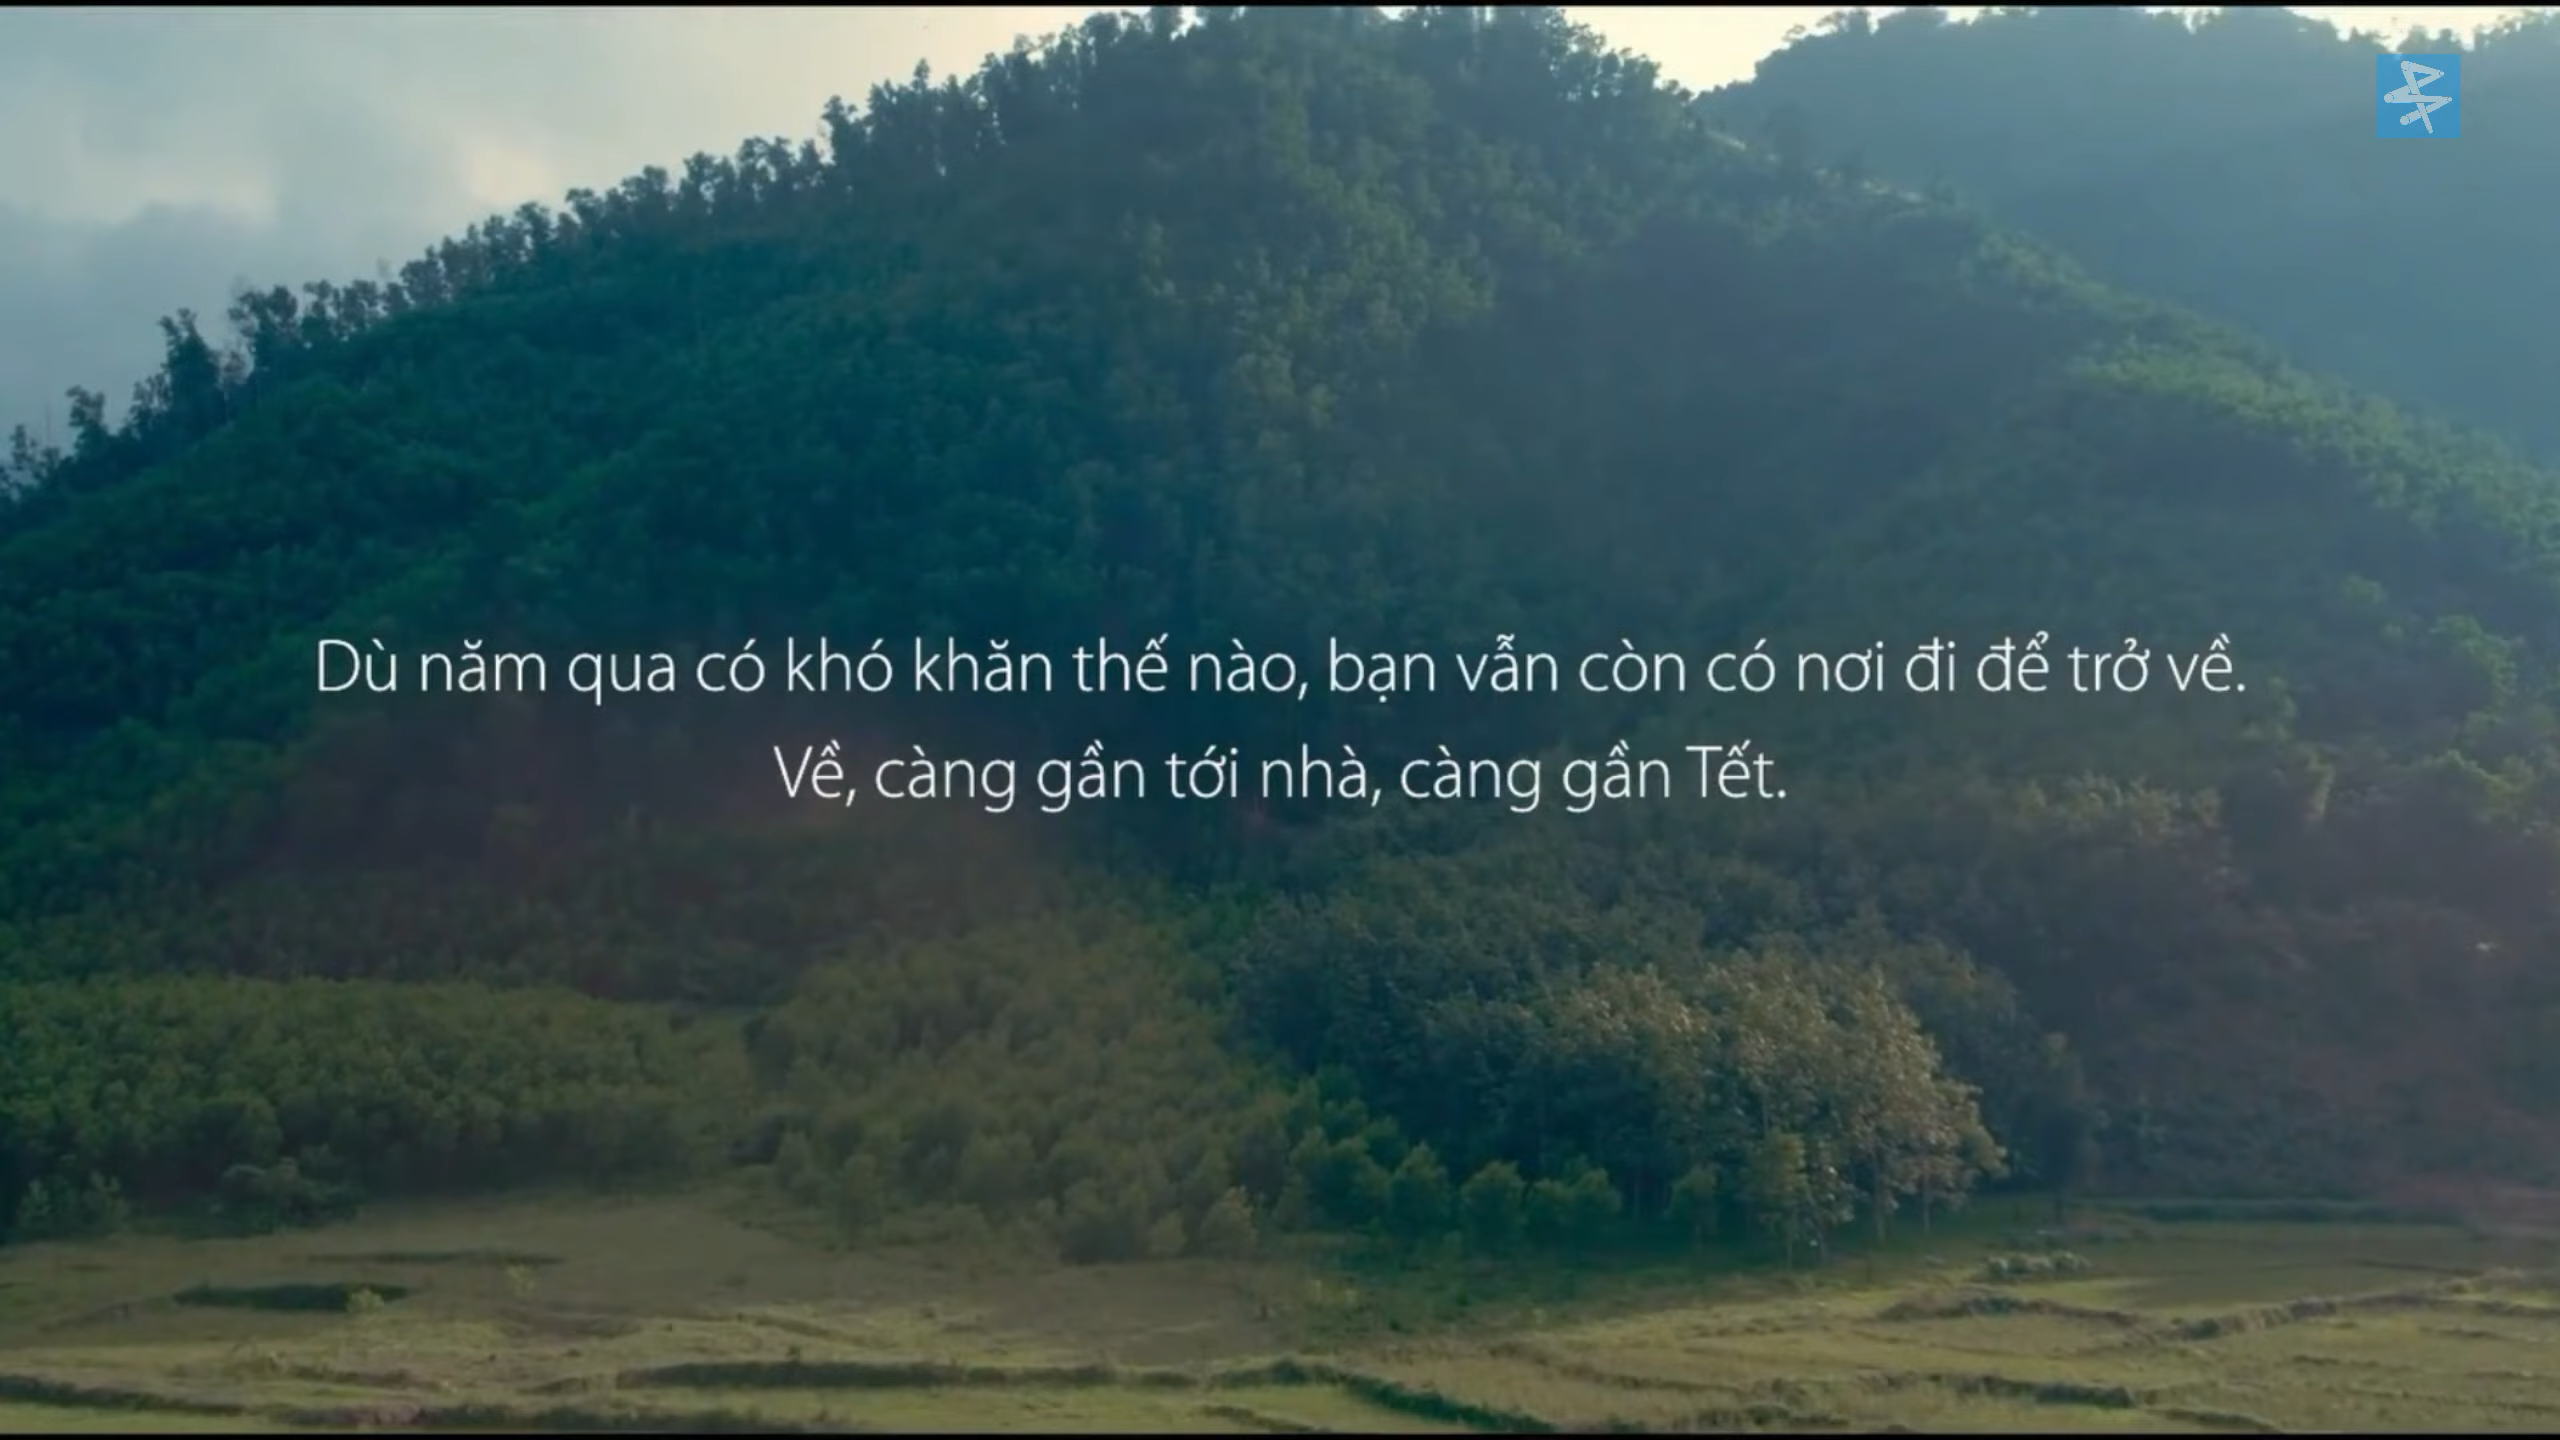 Dù năm qua có khó khăn thế nào, bạn vẫn còn có nơi đi để trở về.
Về, càng gần tới nhà, càng gần Tết.